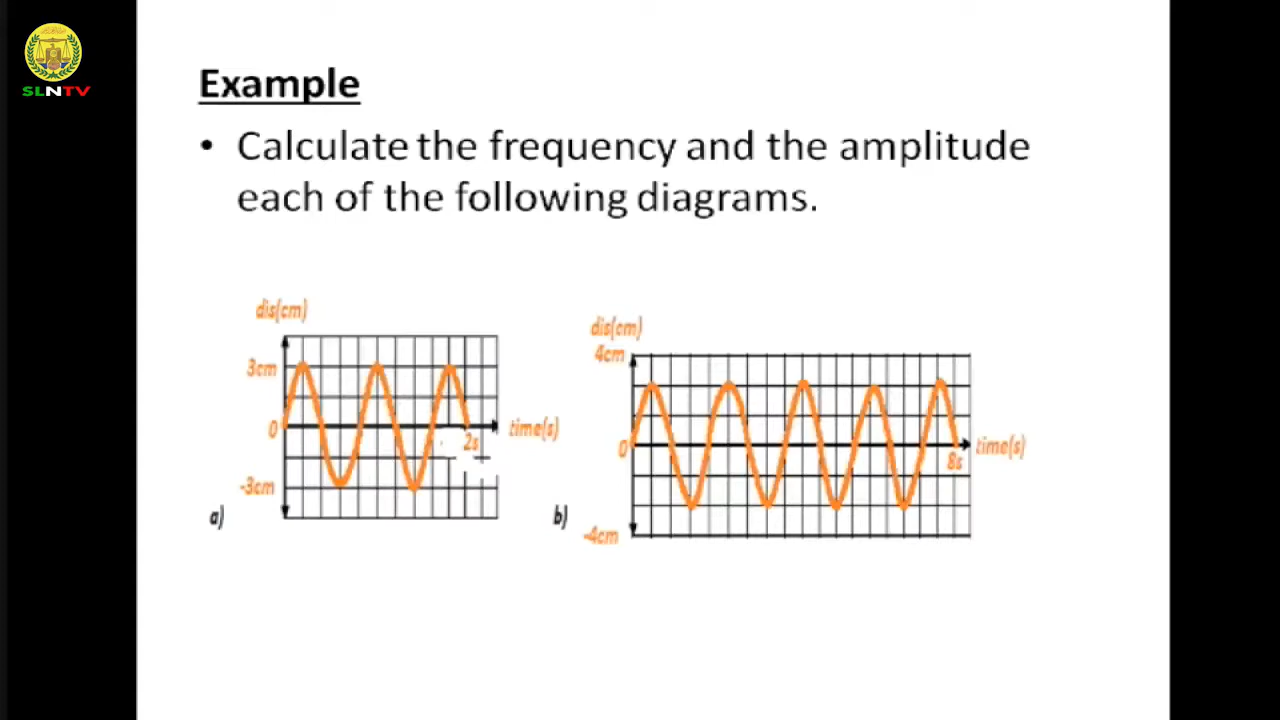 SLNTV
Example
• Calculate the frequency and the amplitude
each of the following diagrams.
dis(cm)
3cm
0
-3cm
2s
time(s)
a)
dis(cm)
4cm
0
-4cm
8s
time(s)
b)